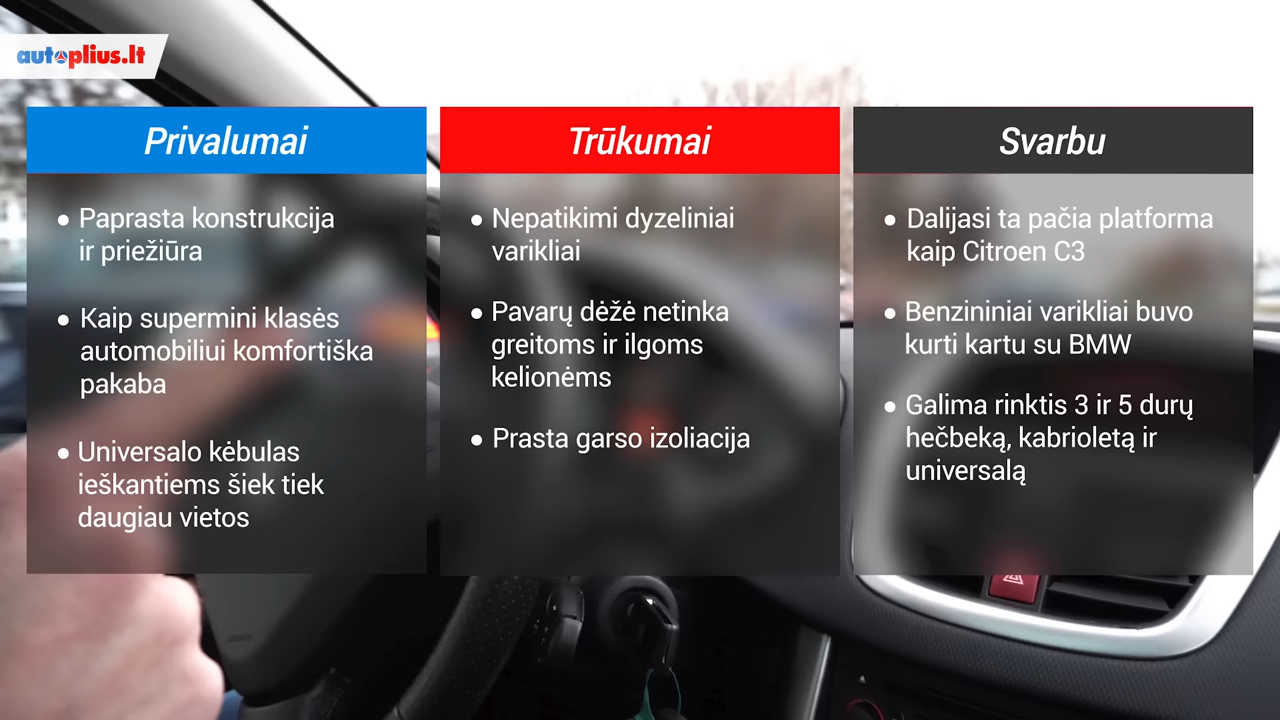 autoplius.lt
Privalumai
Paprasta konstrukcija
ir priežiūra
Kaip supermini klasės
automobiliui komfortiška
pakaba
Universalo kėbulas
ieškantiems šiek tiek
daugiau vietos
Trūkumai
Nepatikimi dyzeliniai
varikliai
Pavarų dėžė netinka
greitoms ir ilgoms
kelionėms
Prasta garso izoliacija
Svarbu
Dalijasi ta pačia platforma
kaip Citroen C3
Benzininiai varikliai buvo
kurti kartu su BMW
Galima rinktis 3 ir 5 durų
hečbeką, kabrioletą ir
universalą